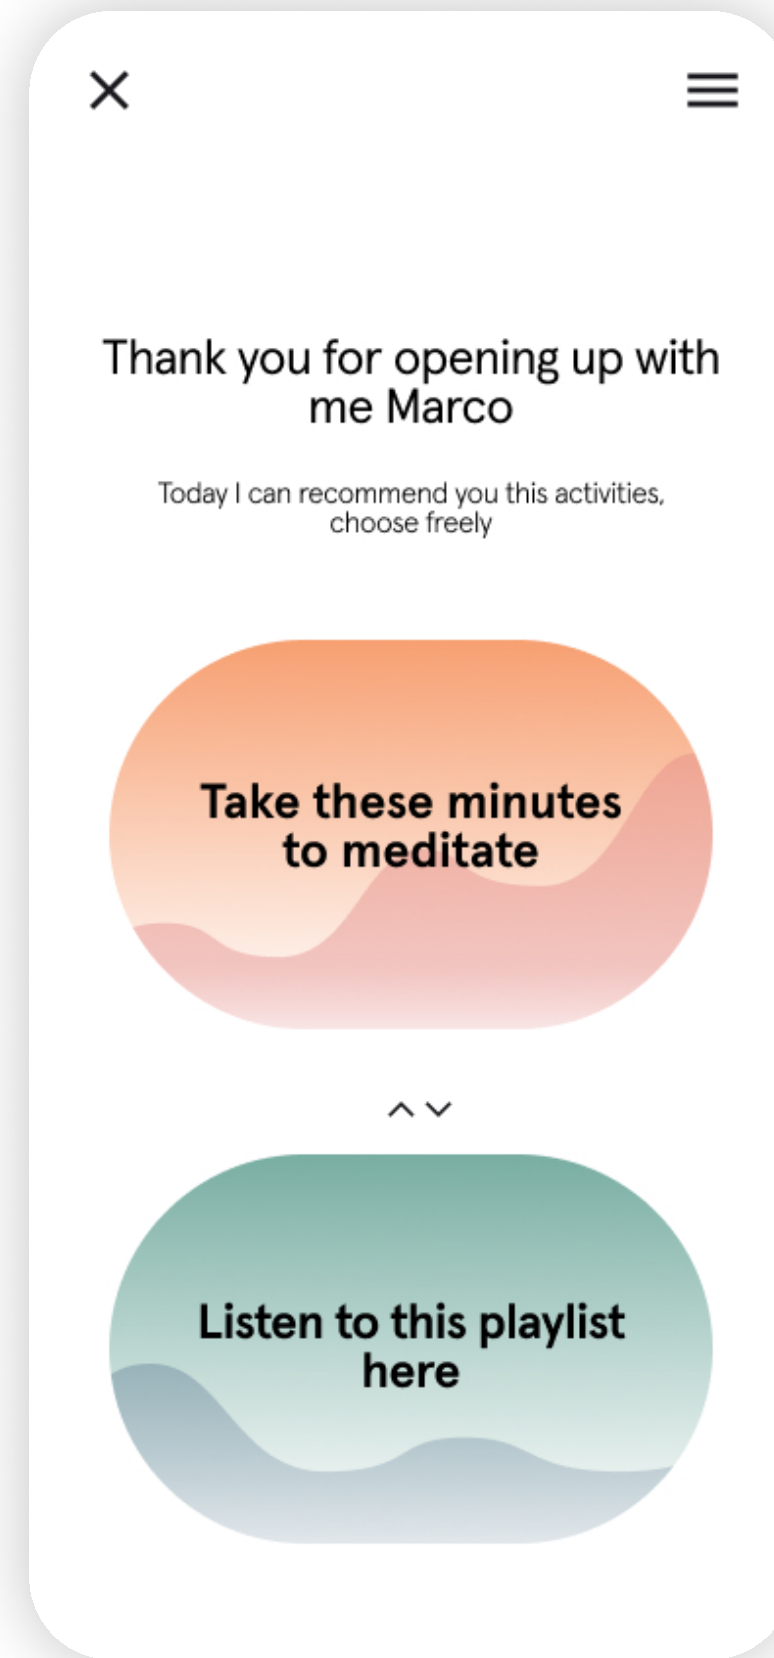 Thank you for opening up with
me Marco
Today I can recommend you this activities,
choose freely
Take these minutes
to meditate
Listen to this playlist
here